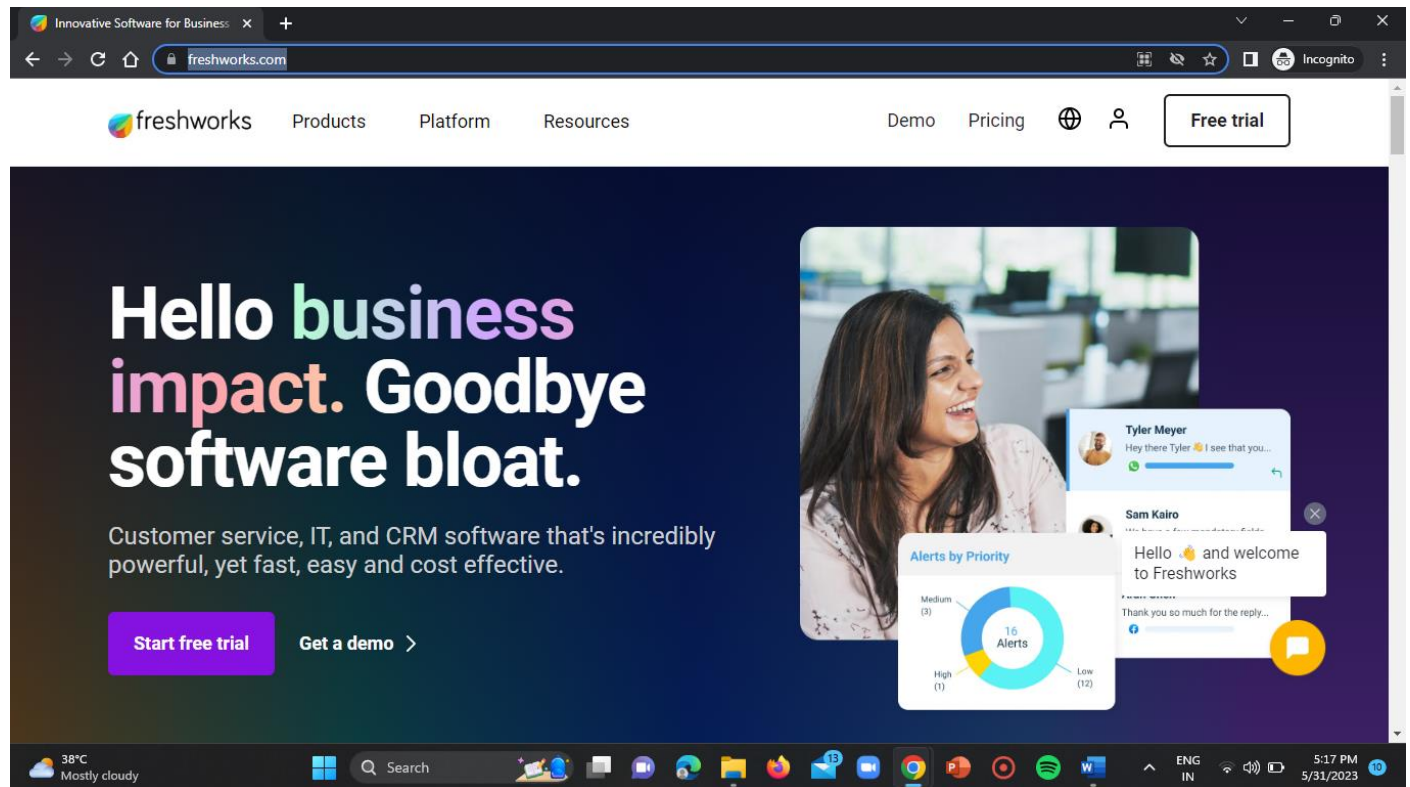 Innovative Software for Business
freshworks.com
Incognito
freshworks Products Platform Resources Demo Pricing Free trial
Hello business
impact. Goodbye
software bloat.
Customer service, IT, and CRM software that's incredibly
powerful, yet fast, easy and cost effective.
Start free trial Get a demo
Tyler Meyer
Hey there Tyler 👋 I see that you...
Sam Kairo
Hello 👋 and welcome
to Freshworks
Thank you so much for the reply...
Alerts by Priority
Medium
(3)
16
Alerts
High
(1)
Low
(12)
38°C
Mostly cloudy
Search
13
ENG
IN
5:17 PM
5/31/2023
10